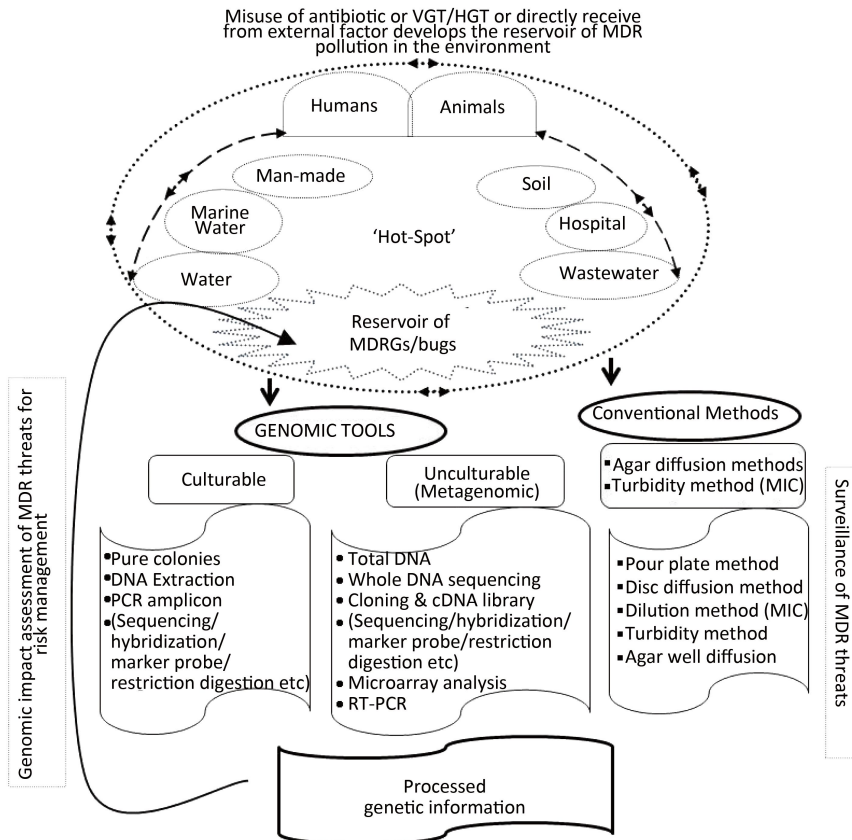 Misuse of antibiotic or VGT/HGT or directly receive
from external factor develops the reservoir of MDR
pollution in the environment
Humans
Animals
Man-made
Soil
Marine
Water
Hospital
'Hot-Spot'
Water
Wastewater
Reservoir of
MDRGs/bugs
GENOMIC TOOLS
Conventional Methods
Culturable
Unculturable
(Metagenomic)
▪Agar diffusion methods
▪Turbidity method (MIC)
•Pure colonies
•DNA Extraction
•PCR amplicon
•(Sequencing/
hybridization/
marker probe/
restriction digestion etc)
• Total DNA
• Whole DNA sequencing
• Cloning & cDNA library
• (Sequencing/hybridization/
marker probe/restriction
digestion etc)
• Microarray analysis
• RT-PCR
▪Pour plate method
▪Disc diffusion method
▪Dilution method (MIC)
▪Turbidity method
▪Agar well diffusion
Genomic impact assessment of MDR threats for
risk management
Surveillance of MDR threats
Processed
genetic information